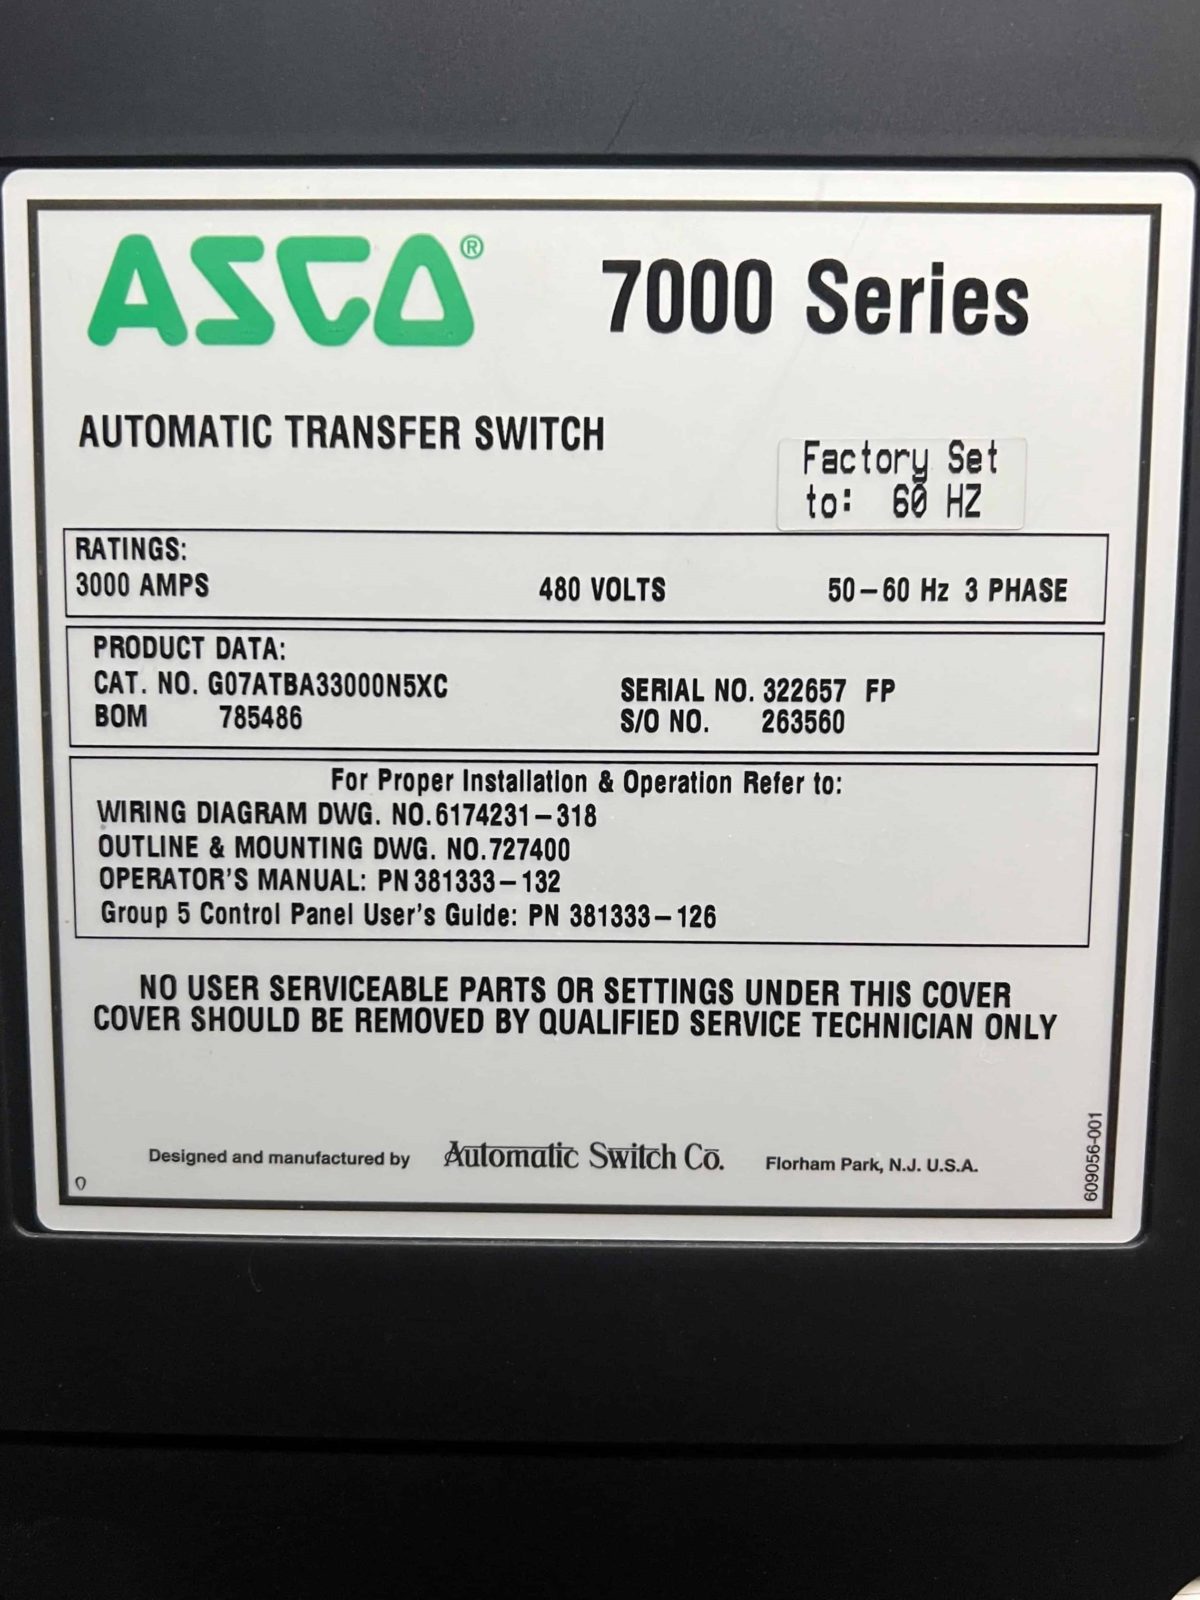 ASCO® 7000 Series
AUTOMATIC TRANSFER SWITCH
Factory Set
to: 60 HZ
RATINGS:
3000 AMPS 480 VOLTS 50-60 Hz 3 PHASE
PRODUCT DATA:
CAT. NO. G07ATBA33000N5XC SERIAL NO. 322657 FP
BOM 785486 S/O NO. 263560
For Proper Installation & Operation Refer to:
WIRING DIAGRAM DWG. NO.6174231-318
OUTLINE & MOUNTING DWG. NO.727400
OPERATOR'S MANUAL: PN 381333-132
Group 5 Control Panel User's Guide: PN 381333-126
NO USER SERVICEABLE PARTS OR SETTINGS UNDER THIS COVER
COVER SHOULD BE REMOVED BY QUALIFIED SERVICE TECHNICIAN ONLY
Designed and manufactured by Automatic Switch Co. Florham Park, N.J. U.S.A.
0
609056-001